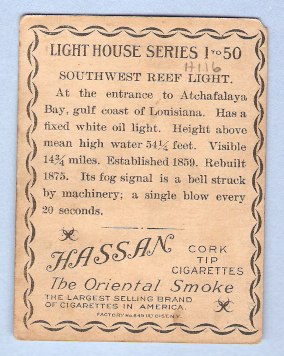 LIGHT HOUSE SERIES 1 TO 50
H116
SOUTHWEST REEF LIGHT.
At the entrance to Atchafalaya
Bay, gulf coast of Louisiana. Has a
fixed white oil light. Height above
mean high water 54¼ feet. Visible
14¾ miles. Established 1859. Rebuilt
1875. Its fog signal is a bell struck
by machinery; a single blow every
20 seconds.
HASSAN
CORK
TIP
CIGARETTES
The Oriental Smoke
THE LARGEST SELLING BRAND
OF CIGARETTES IN AMERICA.